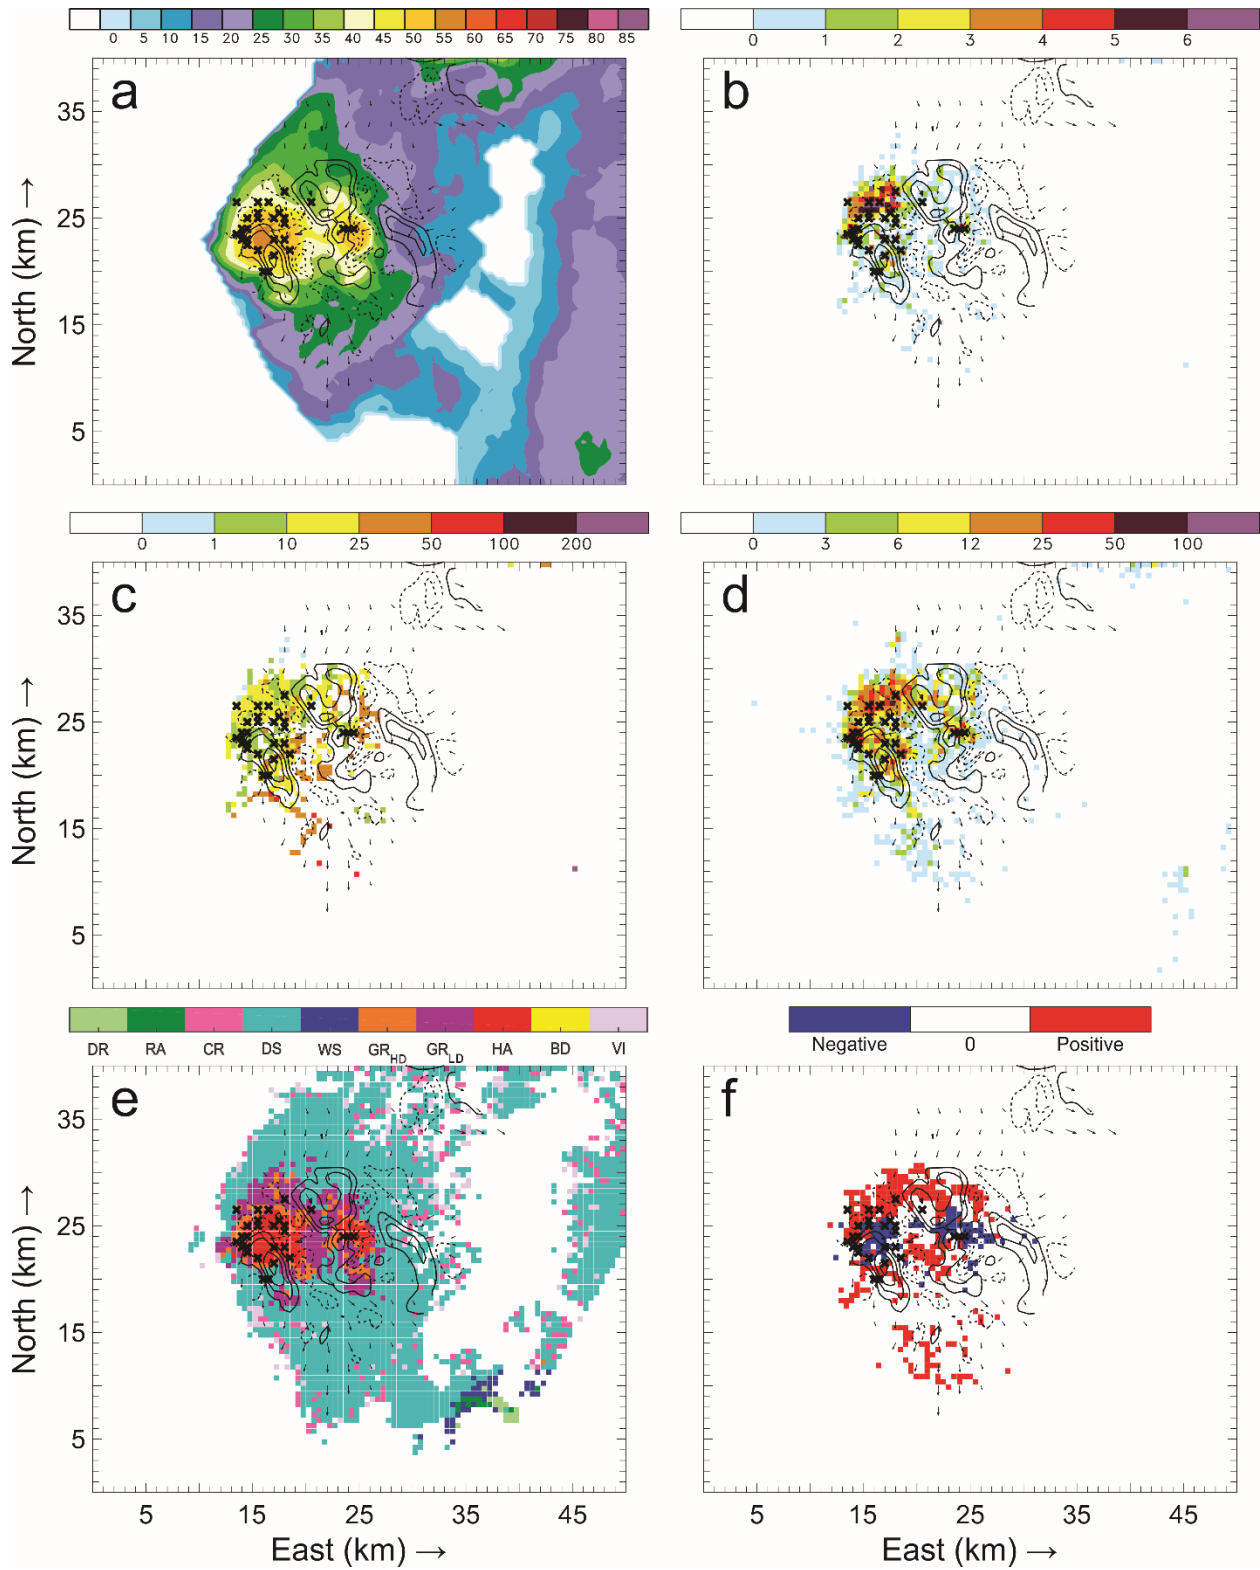 0 5 10 15 20 25 30 35 40 45 50 55 60 65 70 75 80 85
0 1 2 3 4 5 6
a
b
35
25
15
5
North (km) →
0 1 10 25 50 100 200
0 3 6 12 25 50 100
c
d
35
25
15
5
North (km) →
DR RA CR DS WS GR HD GR LD HA BD VI
Negative 0 Positive
e
f
35
25
15
5
North (km) →
5 15 25 35 45
5 15 25 35 45
East (km) →
East (km) →